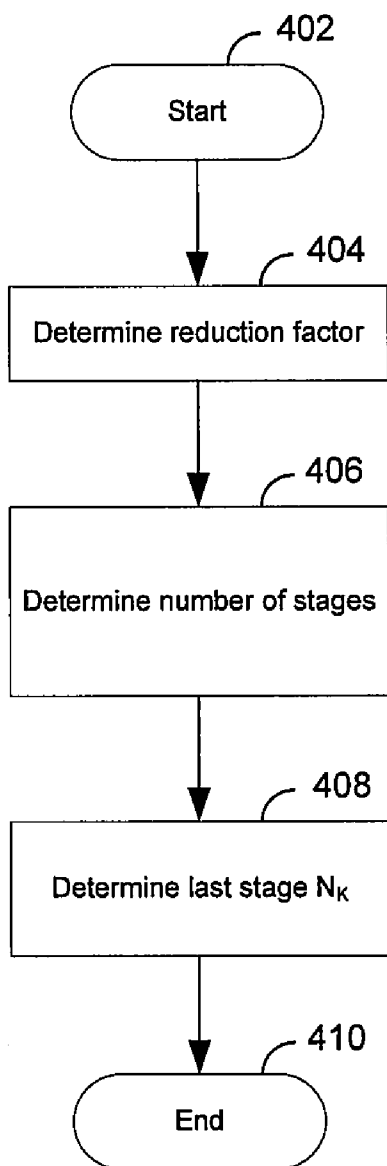 402
Start
404
Determine reduction factor
406
Determine number of stages
408
Determine last stage N_K
410
End